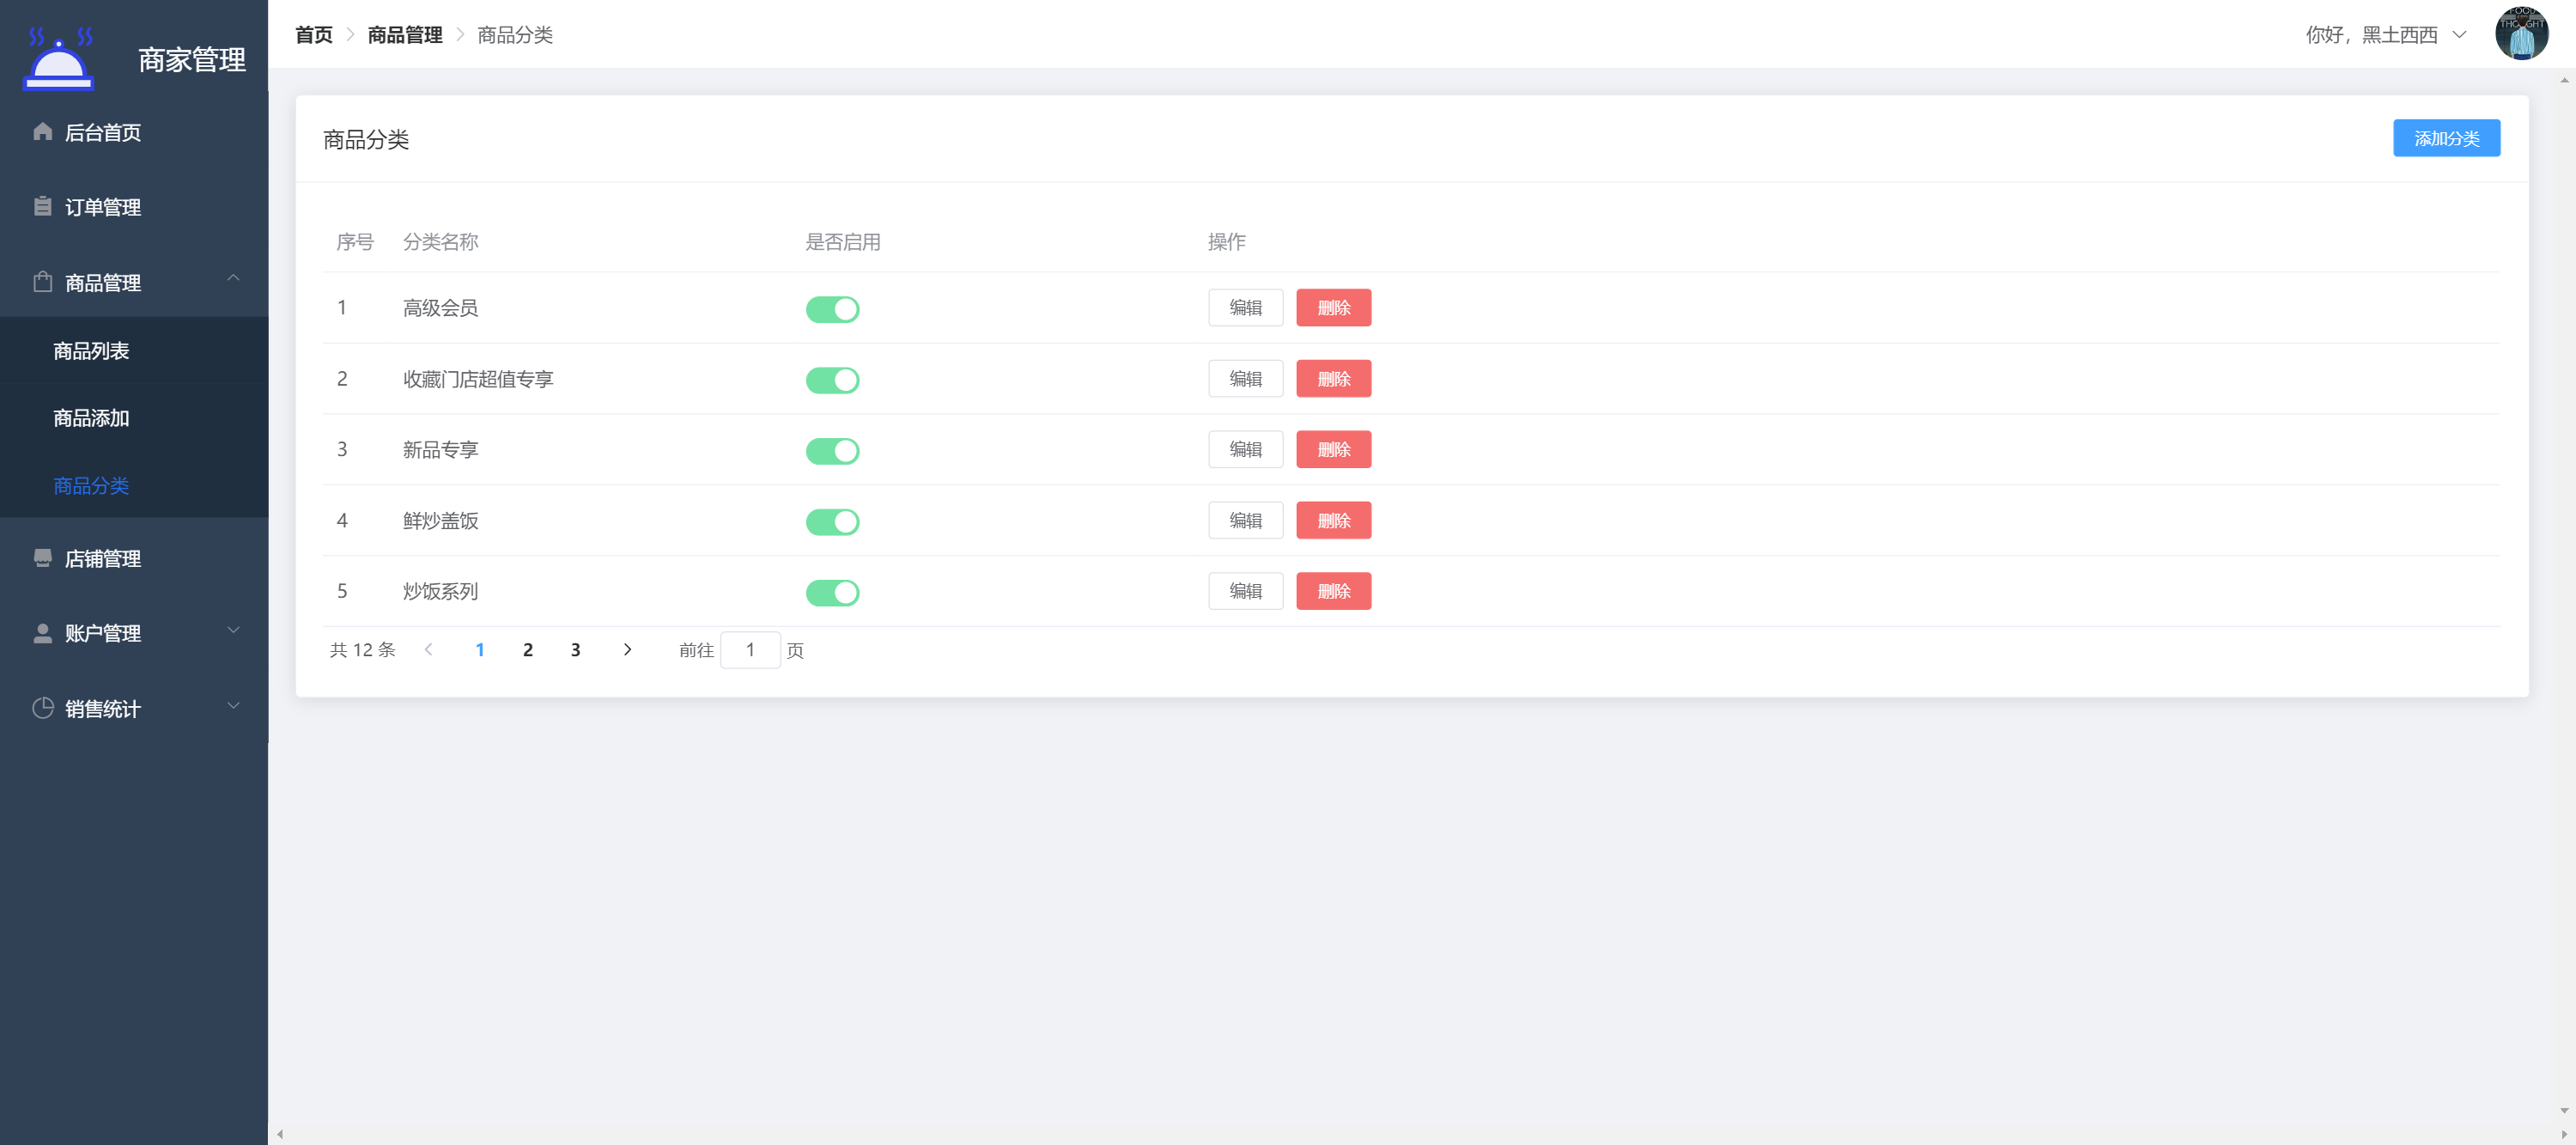 商家管理
后台首页
订单管理
商品管理
商品列表
商品添加
商品分类
店铺管理
账户管理
销售统计
首页 商品管理 商品分类
你好，黑土西西
FOOD
THOUGHT
商品分类
添加分类
序号 分类名称 是否启用 操作
1 高级会员 编辑 删除
2 收藏门店超值专享 编辑 删除
3 新品专享 编辑 删除
4 鲜炒盖饭 编辑 删除
5 炒饭系列 编辑 删除
共 12 条 1 2 3 前往 1 页